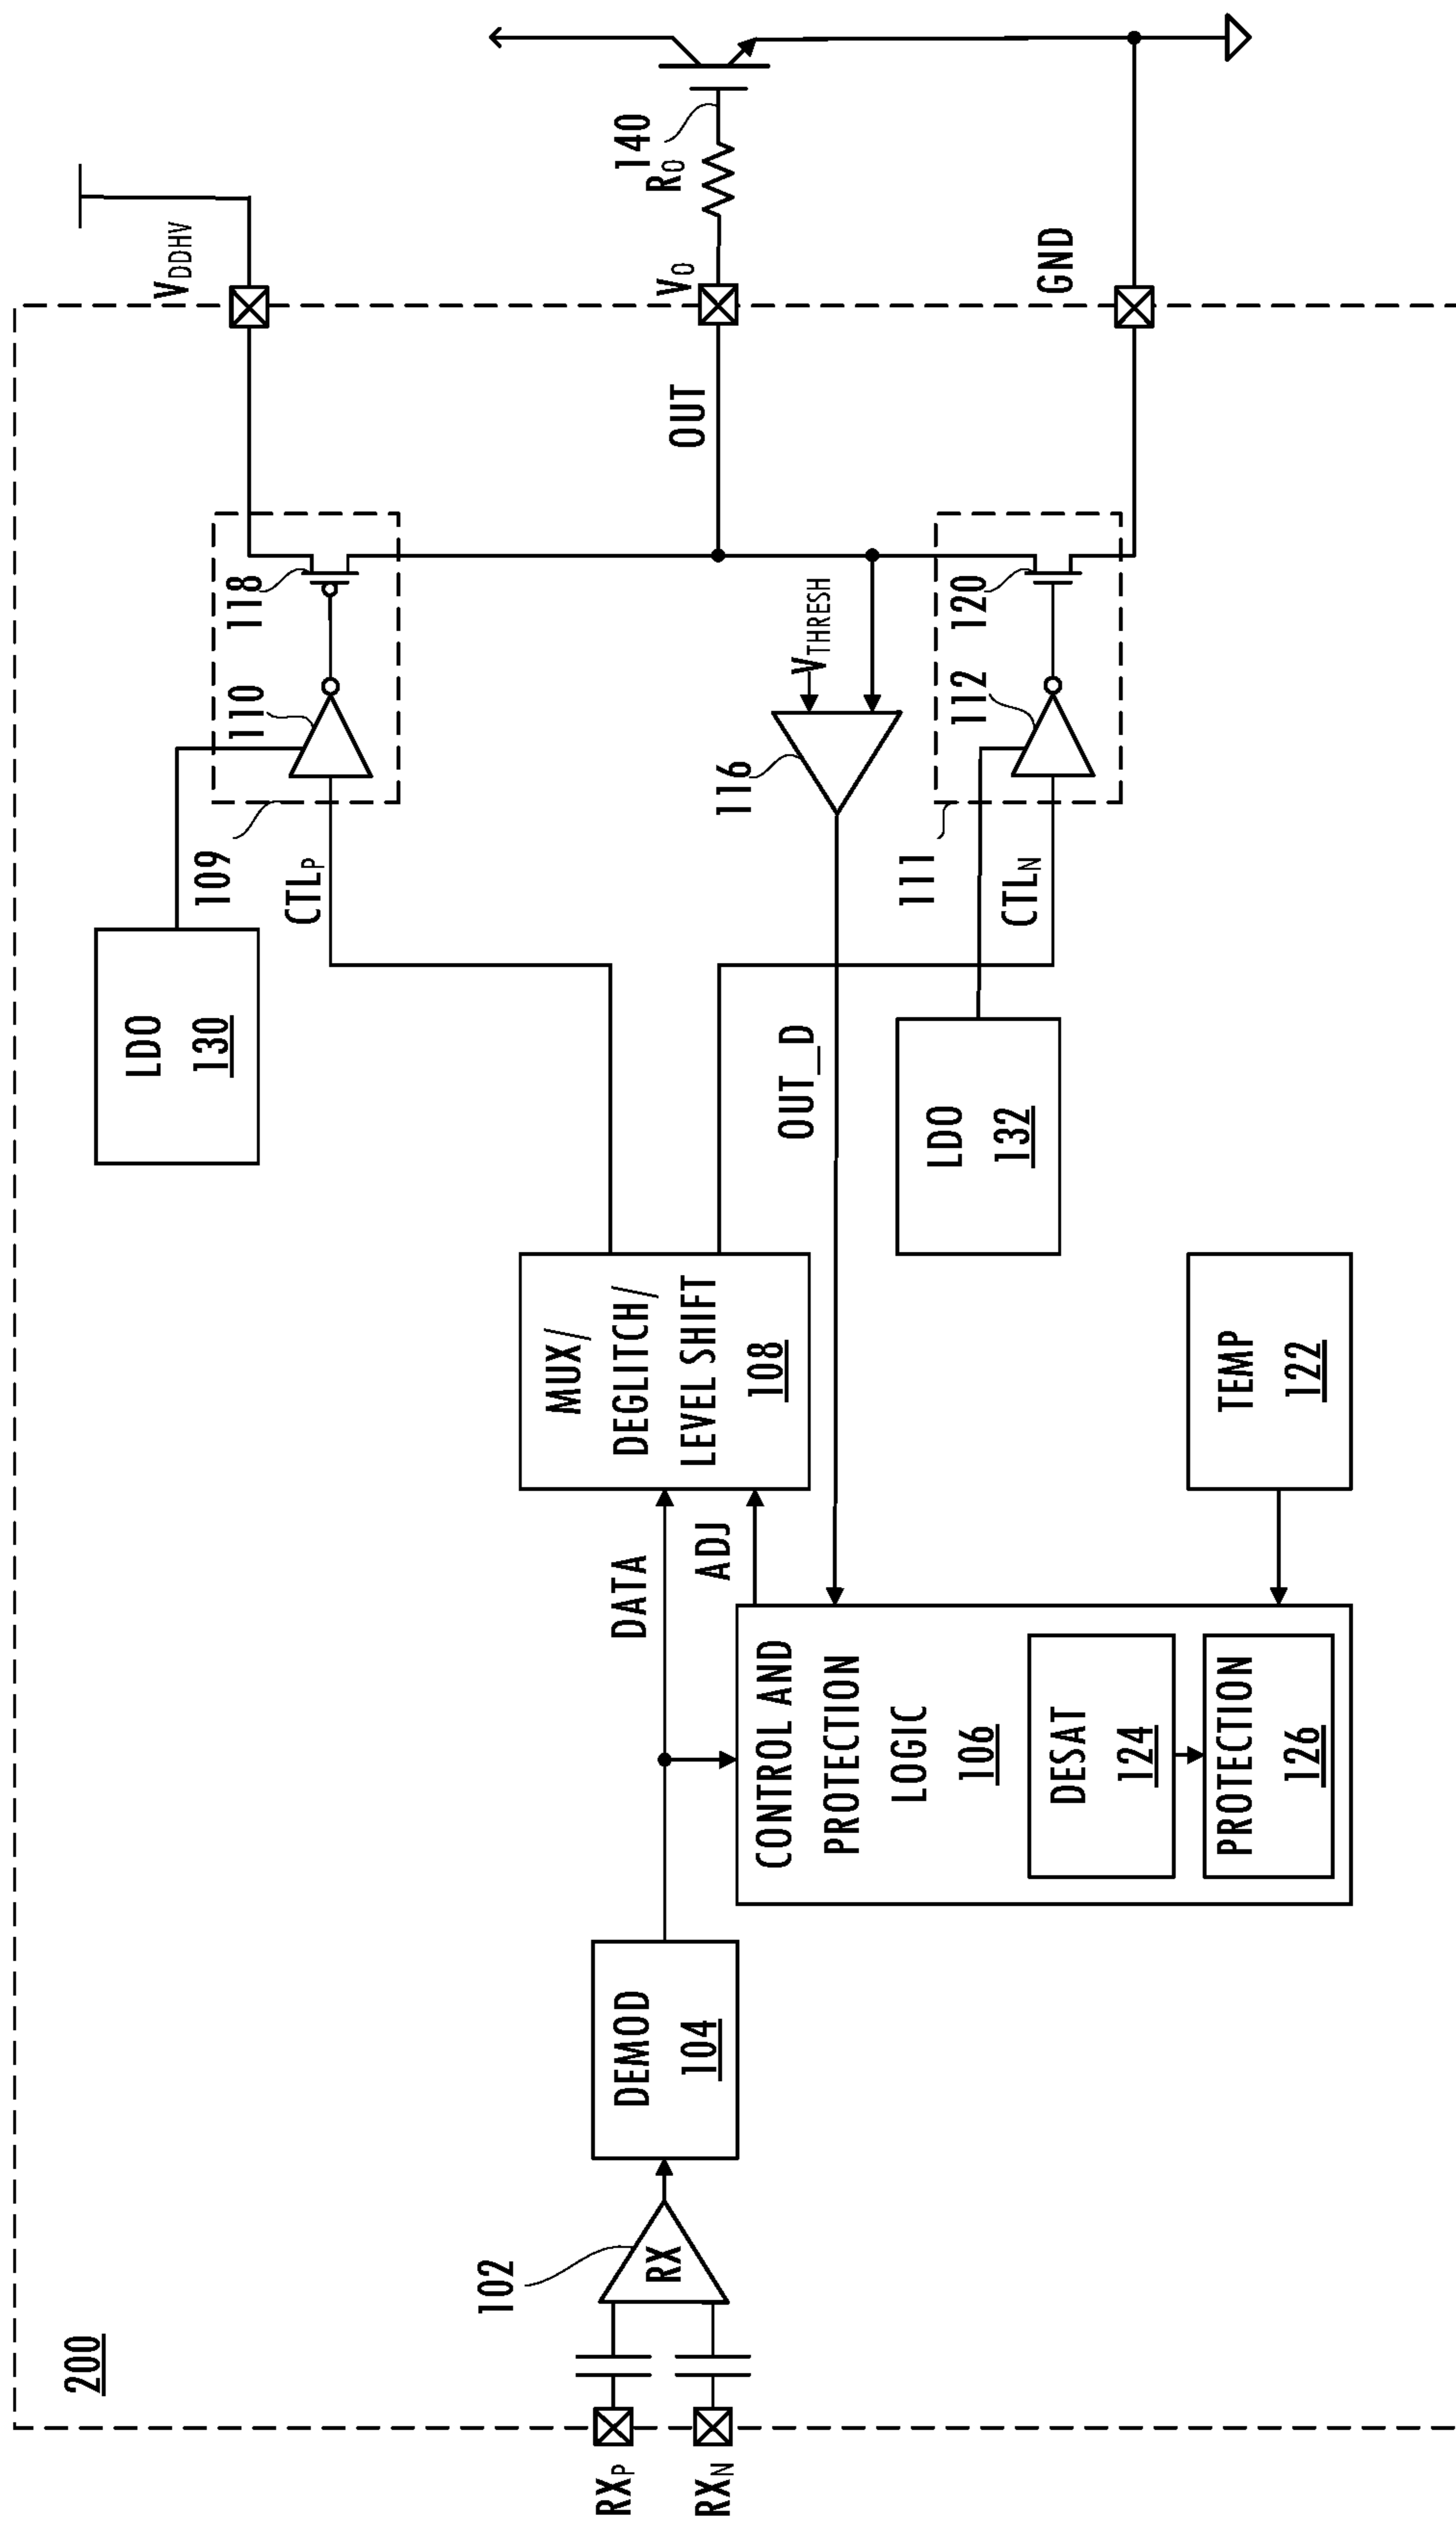 200
RXP
RXN
102
RX
DEMOD
104
DATA
ADJ
CONTROL AND
PROTECTION
LOGIC
106
DESAT
124
PROTECTION
126
TEMP
122
MUX/
DEGLITCH/
LEVEL SHIFT
108
OUT_D
LDO
130
LDO
132
CTLP
CTLN
109
111
110
112
116
VTHRESH
118
120
OUT
VDDHV
VO
GND
RO
140